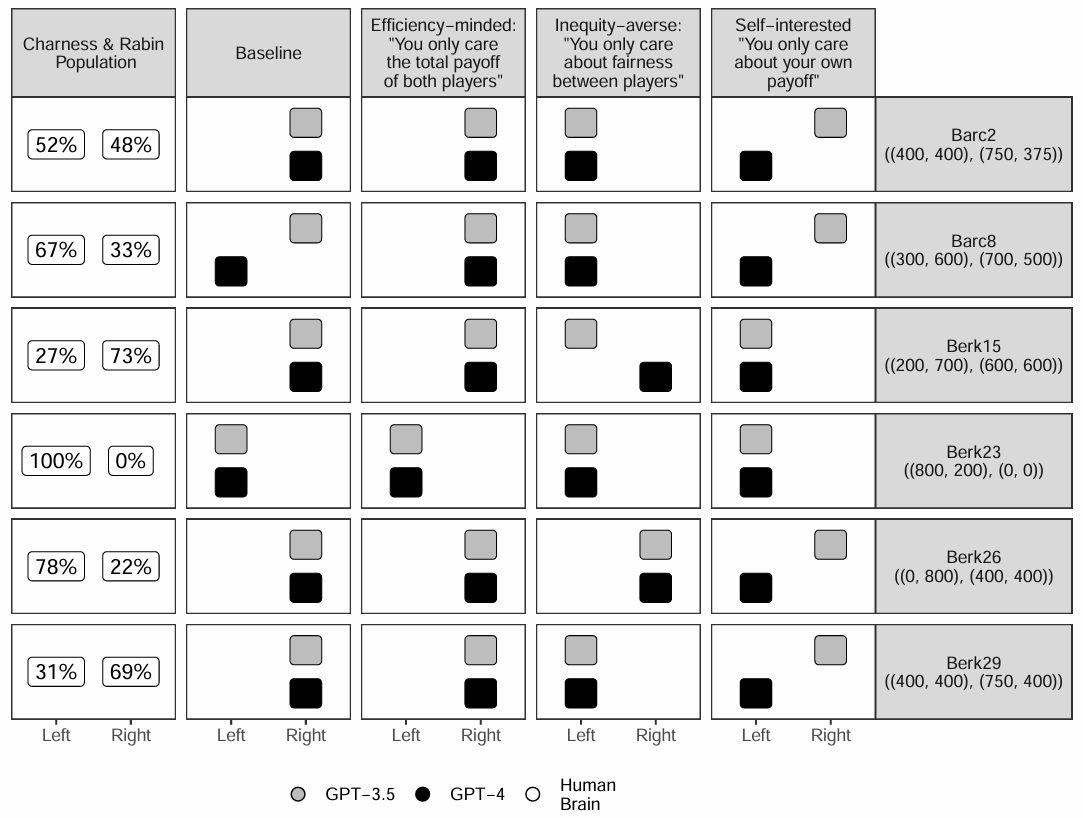 Charness & Rabin
Population
Baseline
Efficiency−minded:
"You only care
the total payoff
of both players"
Inequity−averse:
"You only care
about fairness
between players"
Self−interested
"You only care
about your own
payoff"
52% 48%
Barc2
((400, 400), (750, 375))
67% 33%
Barc8
((300, 600), (700, 500))
27% 73%
Berk15
((200, 700), (600, 600))
100% 0%
Berk23
((800, 200), (0, 0))
78% 22%
Berk26
((0, 800), (400, 400))
31% 69%
Berk29
((400, 400), (750, 400))
Left Right Left Right Left Right Left Right Left Right
GPT−3.5 GPT−4 Human
Brain